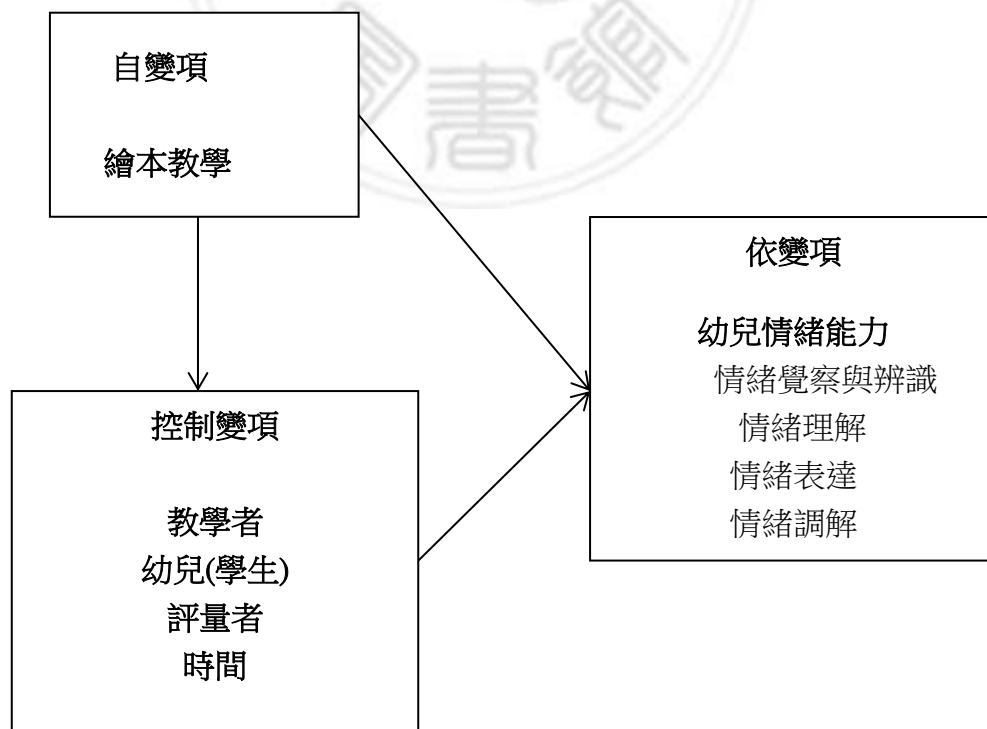 自變項
繪本教學
依變項
幼兒情緒能力
情緒覺察與辨識
情緒理解
情緒表達
情緒調解
控制變項
教學者
幼兒(學生)
評量者
時間
書